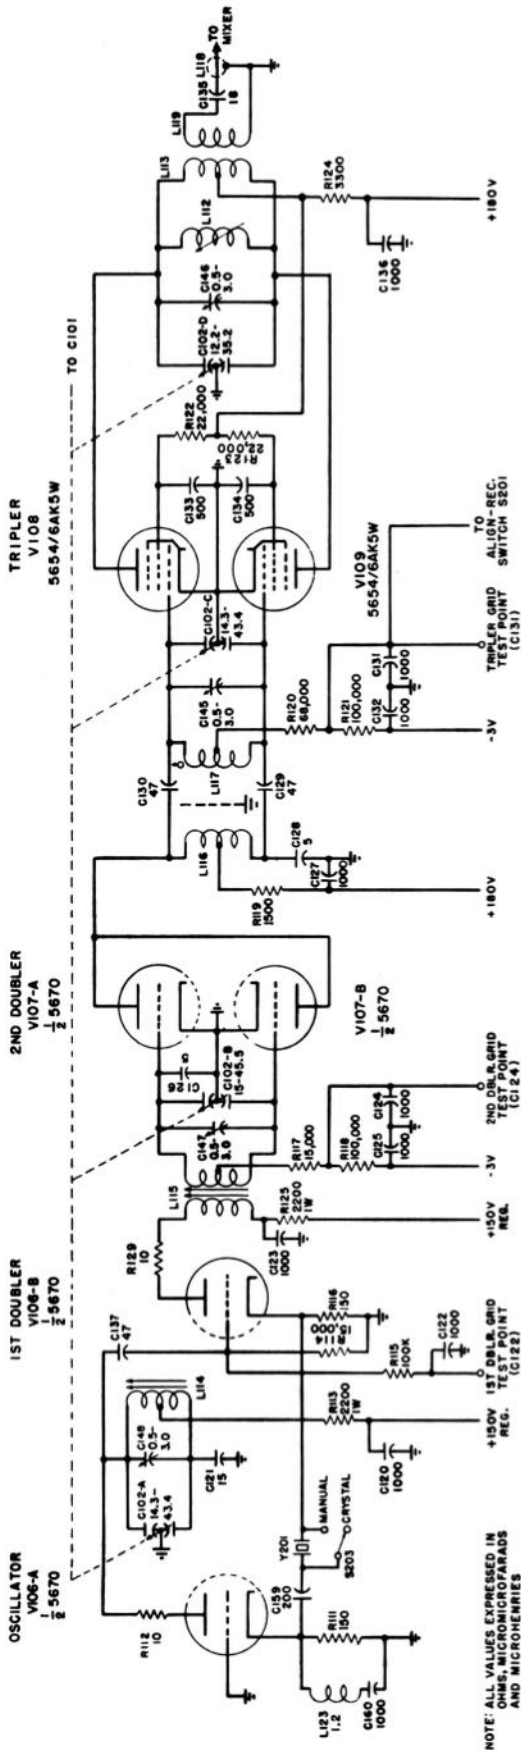 OSCILLATOR
V106-A
1/2 5670
1ST DOUBLER
V106-B
1/2 5670
2ND DOUBLER
V107-A
1/2 5670
TRIPLER
V108
5654/6AK5W
TO C101
R112
10
C102-A
14.3-
43.4
C148
0.5-
3.0
C121
15
L114
C137
47
R129
10
L115
C147
0.5-
3.0
C126
5
C102-B
15-45.5
V107-B
1/2 5670
L116
C130
47
L117
C129
47
C128
5
C127
1000
R119
1500
C145
0.5-
3.0
C102-C
14.3-
43.4
C133
500
C134
500
R122
22,000
R123
22,000
C102-D
12.2-
35.2
C146
0.5-
3.0
L112
L113
L119
C135
18
L118
TO
MIXER
V109
5654/6AK5W
L123
1.2
C160
1000
R111
150
C159
200
Y201
S203
MANUAL
CRYSTAL
R113
2200
1W
C120
1000
R114
15,000
R116
150
R115
100K
C122
1000
C123
1000
R125
2200
1W
R117
15,000
R118
100,000
C125
1000
C124
1000
R120
68,000
R121
100,000
C132
1000
C131
1000
R124
3300
C136
1000
+150V
REG.
1ST DBLR. GRID
TEST POINT
(C122)
+150V
REG.
-3V
2ND DBLR. GRID
TEST POINT
(C124)
+180V
-3V
TRIPLER GRID
TEST POINT
(C131)
TO
ALIGN-REC.
SWITCH S201
+180V
NOTE: ALL VALUES EXPRESSED IN
OHMS, MICROMICROFARADS
AND MICROHENRIES